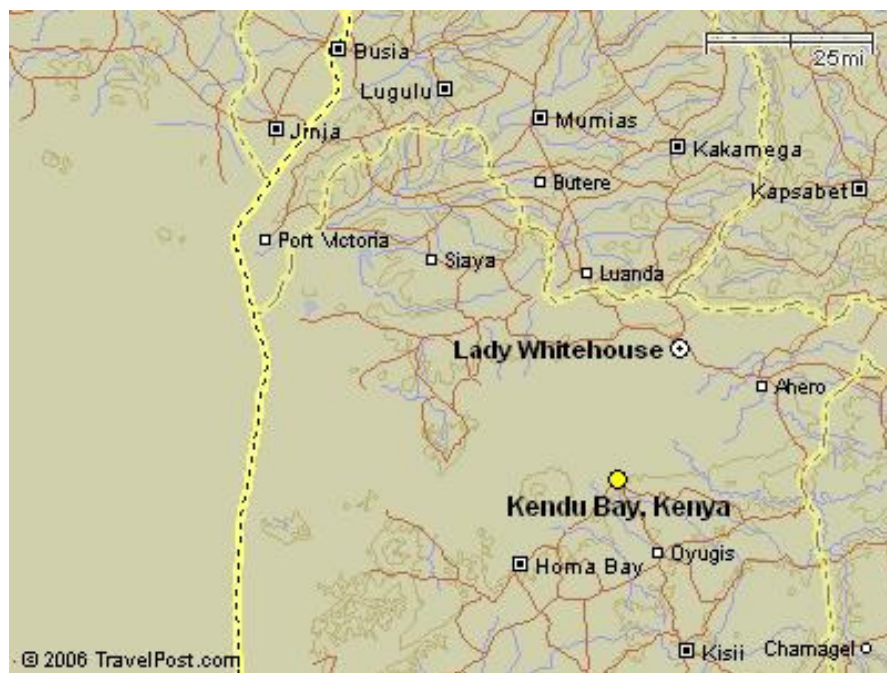 Busia
25mi
Lugulu
Mumias
Jinja
Kakamega
Butere
Kapsabet
Port Victoria
Siaya
Luanda
Lady Whitehouse
Ahero
Kendu Bay, Kenya
Oyugis
Homa Bay
Kisii
Chamagel
© 2006 TravelPost.com